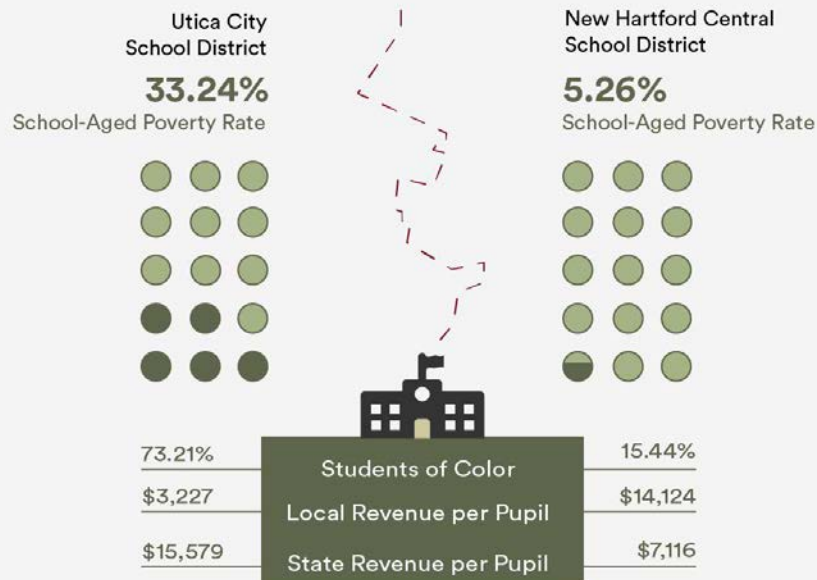 Utica City
School District
33.24%
School-Aged Poverty Rate
New Hartford Central
School District
5.26%
School-Aged Poverty Rate
73.21% Students of Color 15.44%
$3,227 Local Revenue per Pupil $14,124
$15,579 State Revenue per Pupil $7,116